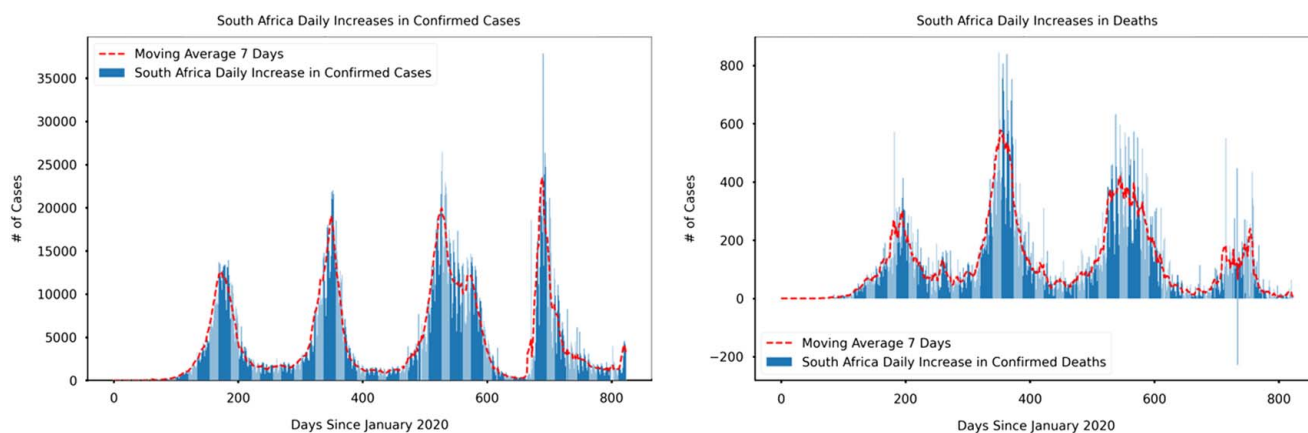 South Africa Daily Increases in Confirmed Cases
Moving Average 7 Days
South Africa Daily Increase in Confirmed Cases
35000
30000
25000
20000
15000
10000
5000
0
# of Cases
0 200 400 600 800
Days Since January 2020
South Africa Daily Increases in Deaths
800
600
400
200
0
−200
# of Cases
Moving Average 7 Days
South Africa Daily Increase in Confirmed Deaths
0 200 400 600 800
Days Since January 2020